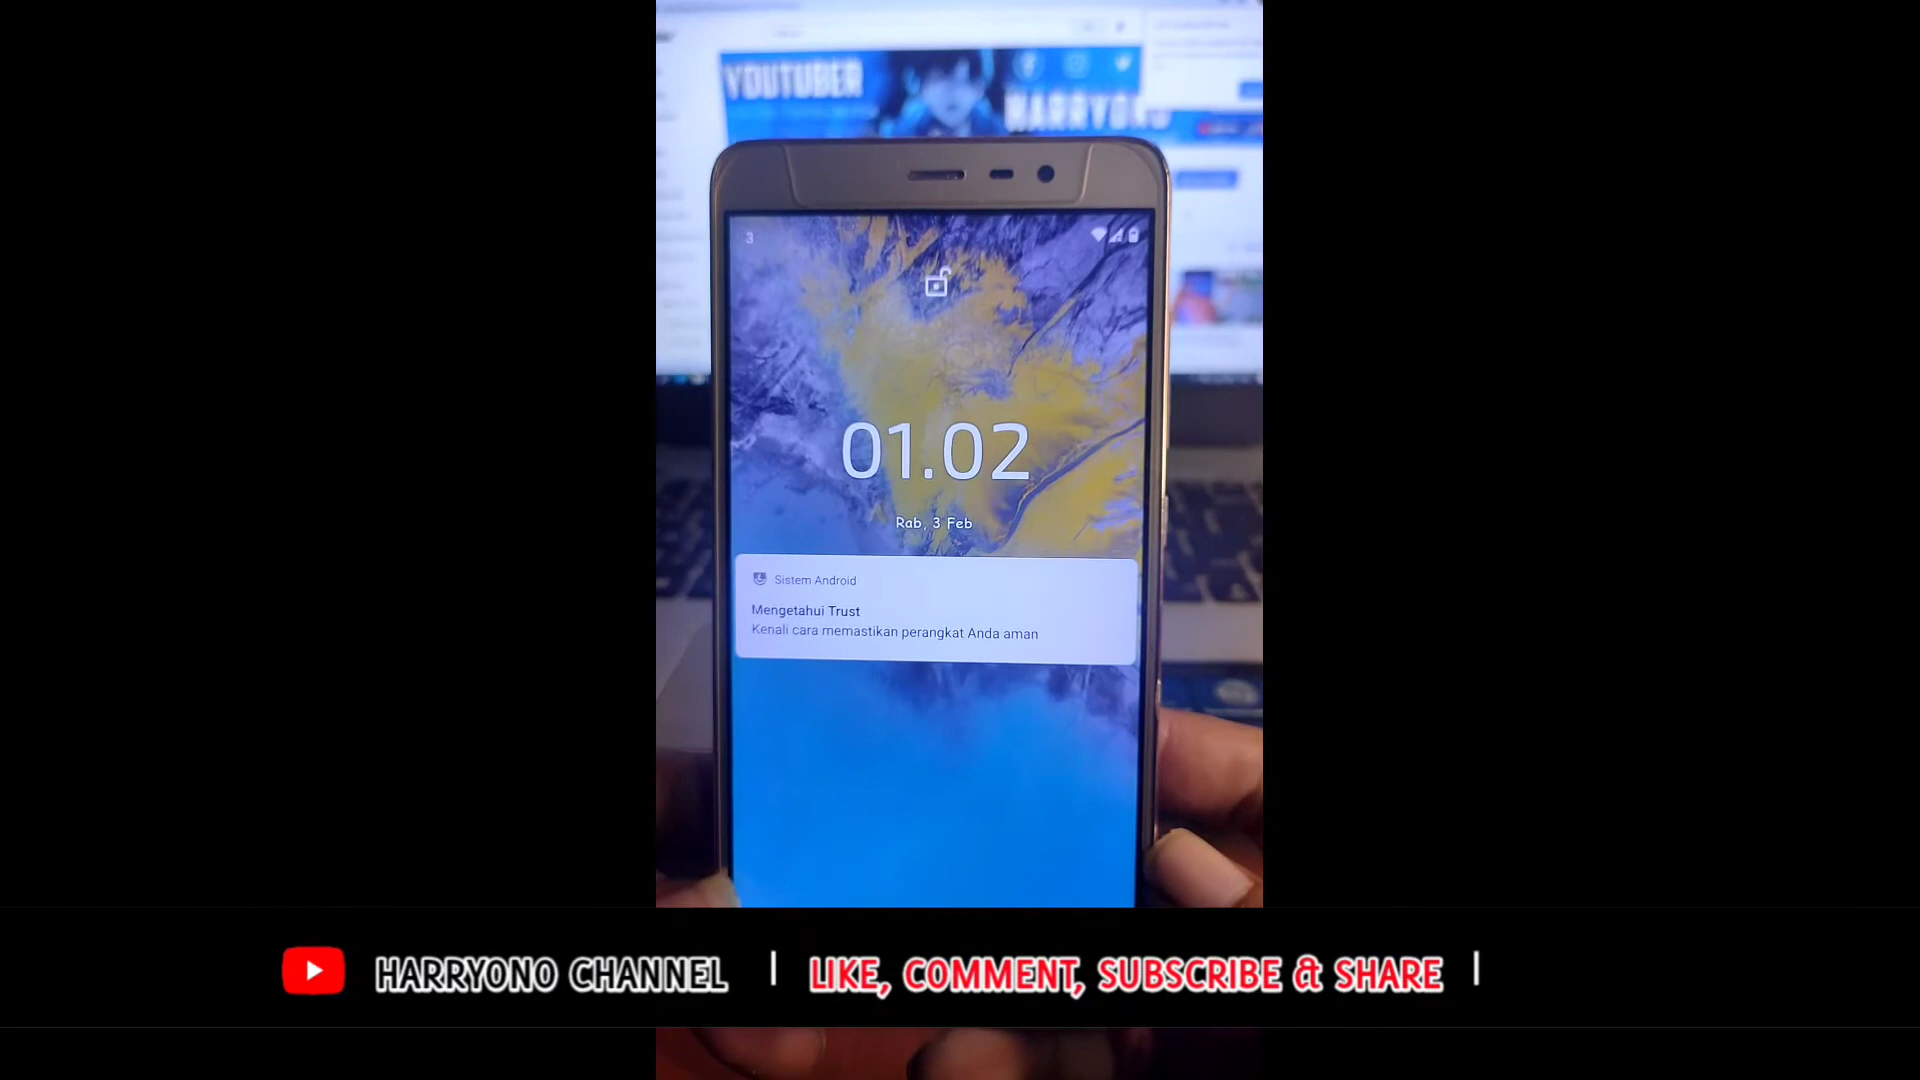 YOUTUBER
HARRYONO
3
01.02
Rab, 3 Feb
Sistem Android
Mengetahui Trust
Kenali cara memastikan perangkat Anda aman
HARRYONO CHANNEL | LIKE, COMMENT, SUBSCRIBE & SHARE |